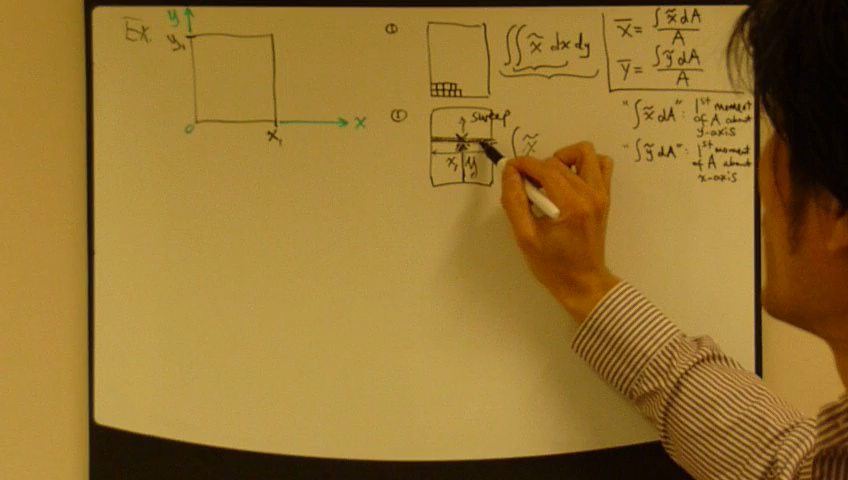 Ex
y
y₁
0
x₁
x
①
∬ x̃ dx dy
x̄ = ∫x̃ dA / A
ȳ = ∫ỹ dA / A
sweep
x₁
y
∫ x̃
"∫ x̃ dA" : 1st moment
of A about
y-axis
"∫ ỹ dA" : 1st moment
of A about
x-axis